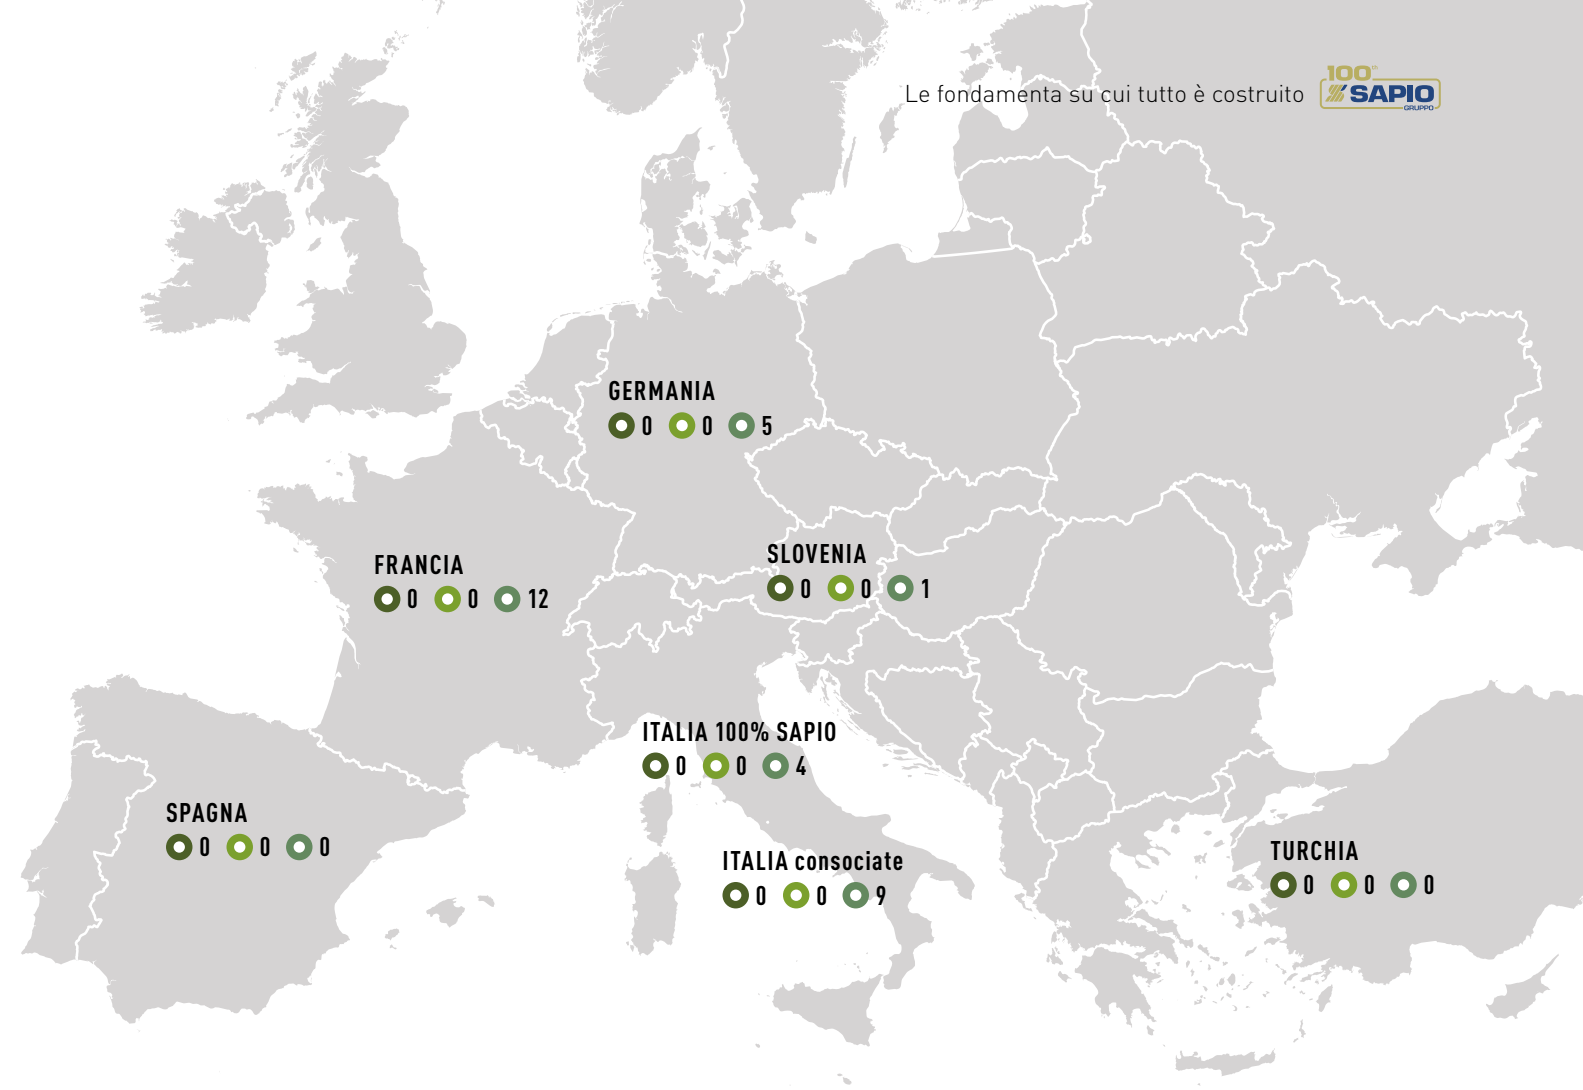 Le fondamenta su cui tutto è costruito
100°
SAPIO
GRUPPO
GERMANIA
0 0 5
FRANCIA
0 0 12
SLOVENIA
0 0 1
ITALIA 100% SAPIO
0 0 4
SPAGNA
0 0 0
ITALIA consociate
0 0 9
TURCHIA
0 0 0